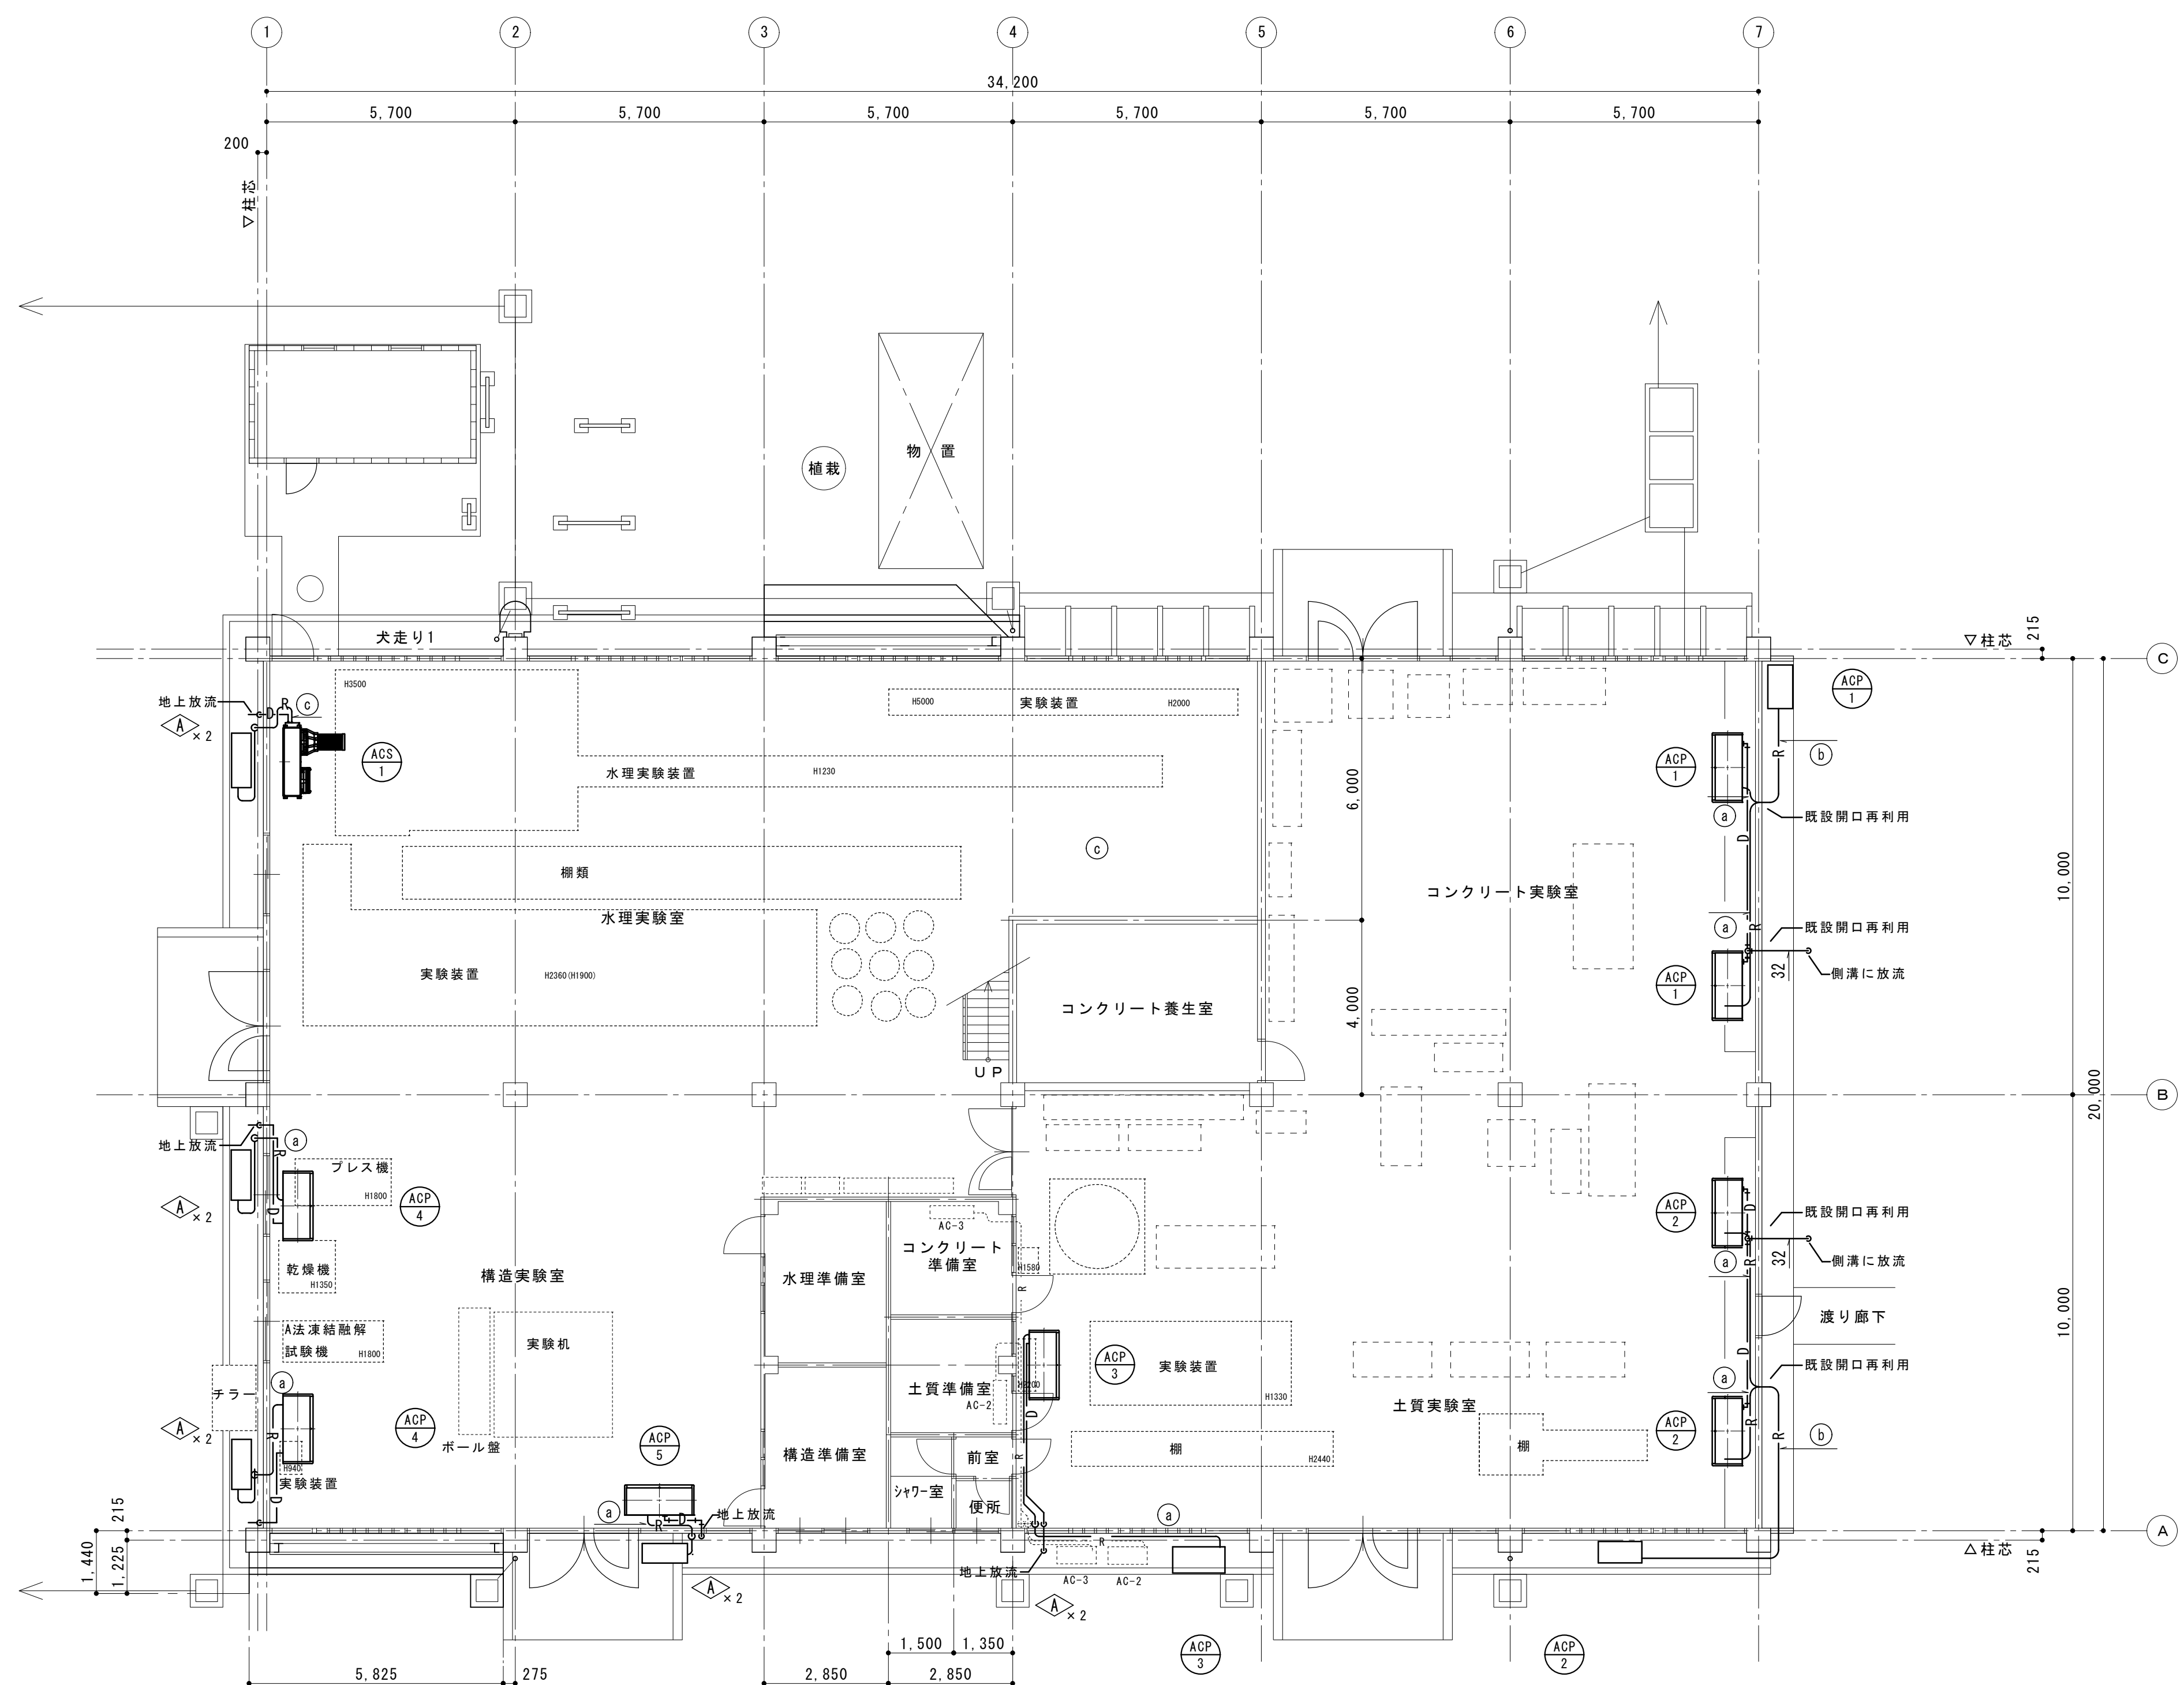 1 2 3 4 5 6 7
34,200
5,700 5,700 5,700 5,700 5,700 5,700
200
▽柱芯
植栽
物 置
犬走り1
▽柱芯
215
C
地上放流
R
c
D
A
×2
ACS
1
H3500
H5000
実験装置
H2000
水理実験装置
H1230
棚類
水理実験室
実験装置
H2360(H1900)
c
6,000
4,000
コンクリート養生室
UP
コンクリート実験室
ACP
1
ACP
1
R
b
a
既設開口再利用
D
a
R
既設開口再利用
32
側溝に放流
ACP
1
10,000
20,000
B
地上放流
a
R
プレス機
H1800
ACP
4
A
×2
D
乾燥機
H1350
構造実験室
A法凍結融解
試験機
H1800
実験机
チラー
a
ACP
4
ボール盤
A
×2
R
H940
実験装置
D
ACP
5
a
R
D
地上放流
AC-3
コンクリート
準備室
水理準備室
H1580
R
土質準備室
AC-2
構造準備室
前室
シャワー室
便所
D
R
ACP
3
実験装置
H1330
棚
H2440
土質実験室
棚
ACP
2
D
既設開口再利用
32
側溝に放流
a
R
渡り廊下
D
既設開口再利用
a
ACP
2
R
R
b
10,000
A
a
R
地上放流
AC-3
AC-2
△柱芯
215
215
1,440
1,225
A
×2
A
×2
1,500
1,350
ACP
3
ACP
2
5,825
275
2,850
2,850